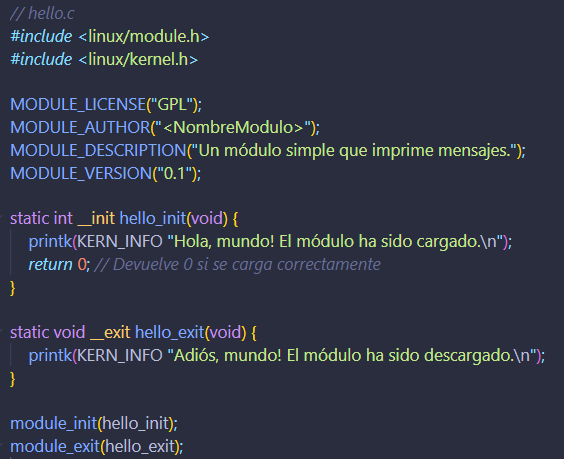 // hello.c
#include <linux/module.h>
#include <linux/kernel.h>
MODULE_LICENSE("GPL");
MODULE_AUTHOR("<NombreModulo>");
MODULE_DESCRIPTION("Un módulo simple que imprime mensajes.");
MODULE_VERSION("0.1");
static int __init hello_init(void) {
printk(KERN_INFO "Hola, mundo! El módulo ha sido cargado.\n");
return 0; // Devuelve 0 si se carga correctamente
}
static void __exit hello_exit(void) {
printk(KERN_INFO "Adiós, mundo! El módulo ha sido descargado.\n");
}
module_init(hello_init);
module_exit(hello_exit);